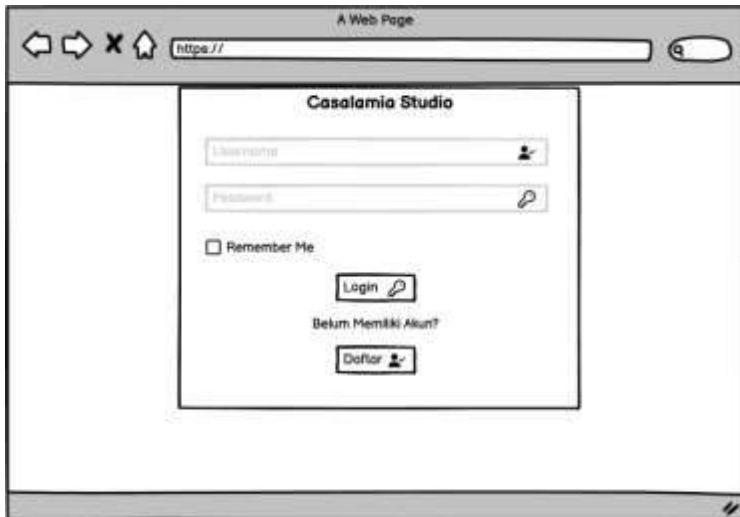 A Web Page
https://
Casalamia Studio
Username
Password
Remember Me
Login
Belum Memiliki Akun?
Daftar